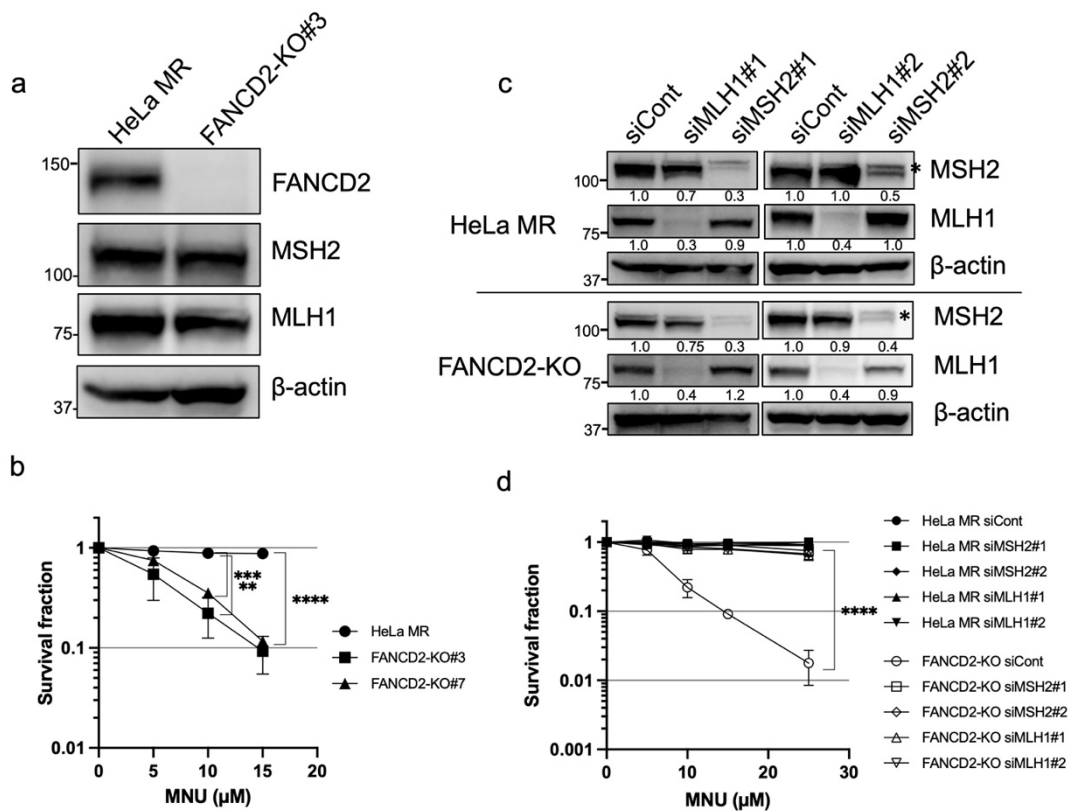 a
HeLa MR
FANCD2-KO#3
150
FANCD2
MSH2
100
MLH1
75
β-actin
37
c
siCont
siMLH1#1
siMSH2#1
siCont
siMLH1#2
siMSH2#2
HeLa MR
100
* MSH2
1.0 0.7 0.3 1.0 1.0 0.5
75
MLH1
1.0 0.3 0.9 1.0 0.4 1.0
37
β-actin
FANCD2-KO
100
* MSH2
1.0 0.75 0.3 1.0 0.9 0.4
75
MLH1
1.0 0.4 1.2 1.0 0.4 0.9
37
β-actin
b
Survival fraction
1
0.1
0.01
0 5 10 15 20
MNU (μM)
***
**
****
HeLa MR
FANCD2-KO#3
FANCD2-KO#7
d
Survival fraction
1
0.1
0.01
0.001
0 10 20 30
MNU (μM)
****
HeLa MR siCont
HeLa MR siMSH2#1
HeLa MR siMSH2#2
HeLa MR siMLH1#1
HeLa MR siMLH1#2
FANCD2-KO siCont
FANCD2-KO siMSH2#1
FANCD2-KO siMSH2#2
FANCD2-KO siMLH1#1
FANCD2-KO siMLH1#2